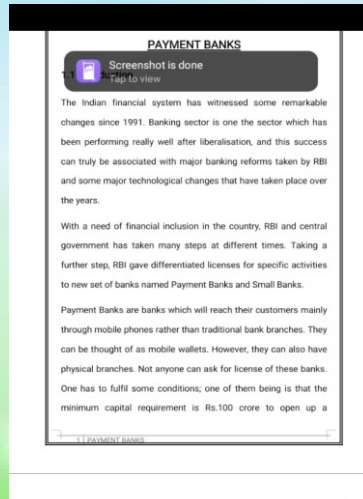 PAYMENT BANKS
Screenshot is done
Tap to view
The Indian financial system has witnessed some remarkable
changes since 1991. Banking sector is one the sector which has
been performing really well after liberalisation, and this success
can truly be associated with major banking reforms taken by RBI
and some major technological changes that have taken place over
the years.
With a need of financial inclusion in the country, RBI and central
government has taken many steps at different times. Taking a
further step, RBI gave differentiated licenses for specific activities
to new set of banks named Payment Banks and Small Banks.
Payment Banks are banks which will reach their customers mainly
through mobile phones rather than traditional bank branches. They
can be thought of as mobile wallets. However, they can also have
physical branches. Not anyone can ask for license of these banks.
One has to fulfil some conditions; one of them being is that the
minimum capital requirement is Rs.100 crore to open up a
1 | PAYMENT BANKS